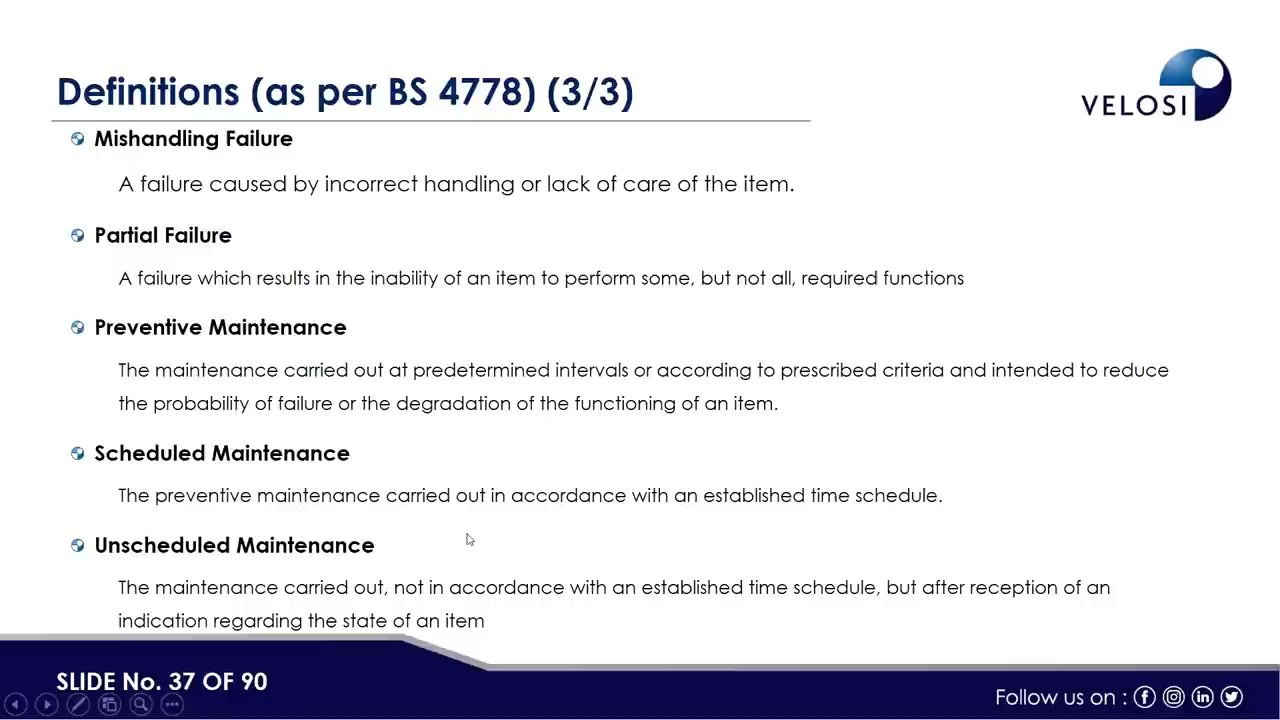 Definitions (as per BS 4778) (3/3)
VELOSI
Mishandling Failure
A failure caused by incorrect handling or lack of care of the item.
Partial Failure
A failure which results in the inability of an item to perform some, but not all, required functions
Preventive Maintenance
The maintenance carried out at predetermined intervals or according to prescribed criteria and intended to reduce
the probability of failure or the degradation of the functioning of an item.
Scheduled Maintenance
The preventive maintenance carried out in accordance with an established time schedule.
Unscheduled Maintenance
The maintenance carried out, not in accordance with an established time schedule, but after reception of an
indication regarding the state of an item
SLIDE No. 37 OF 90
Follow us on :